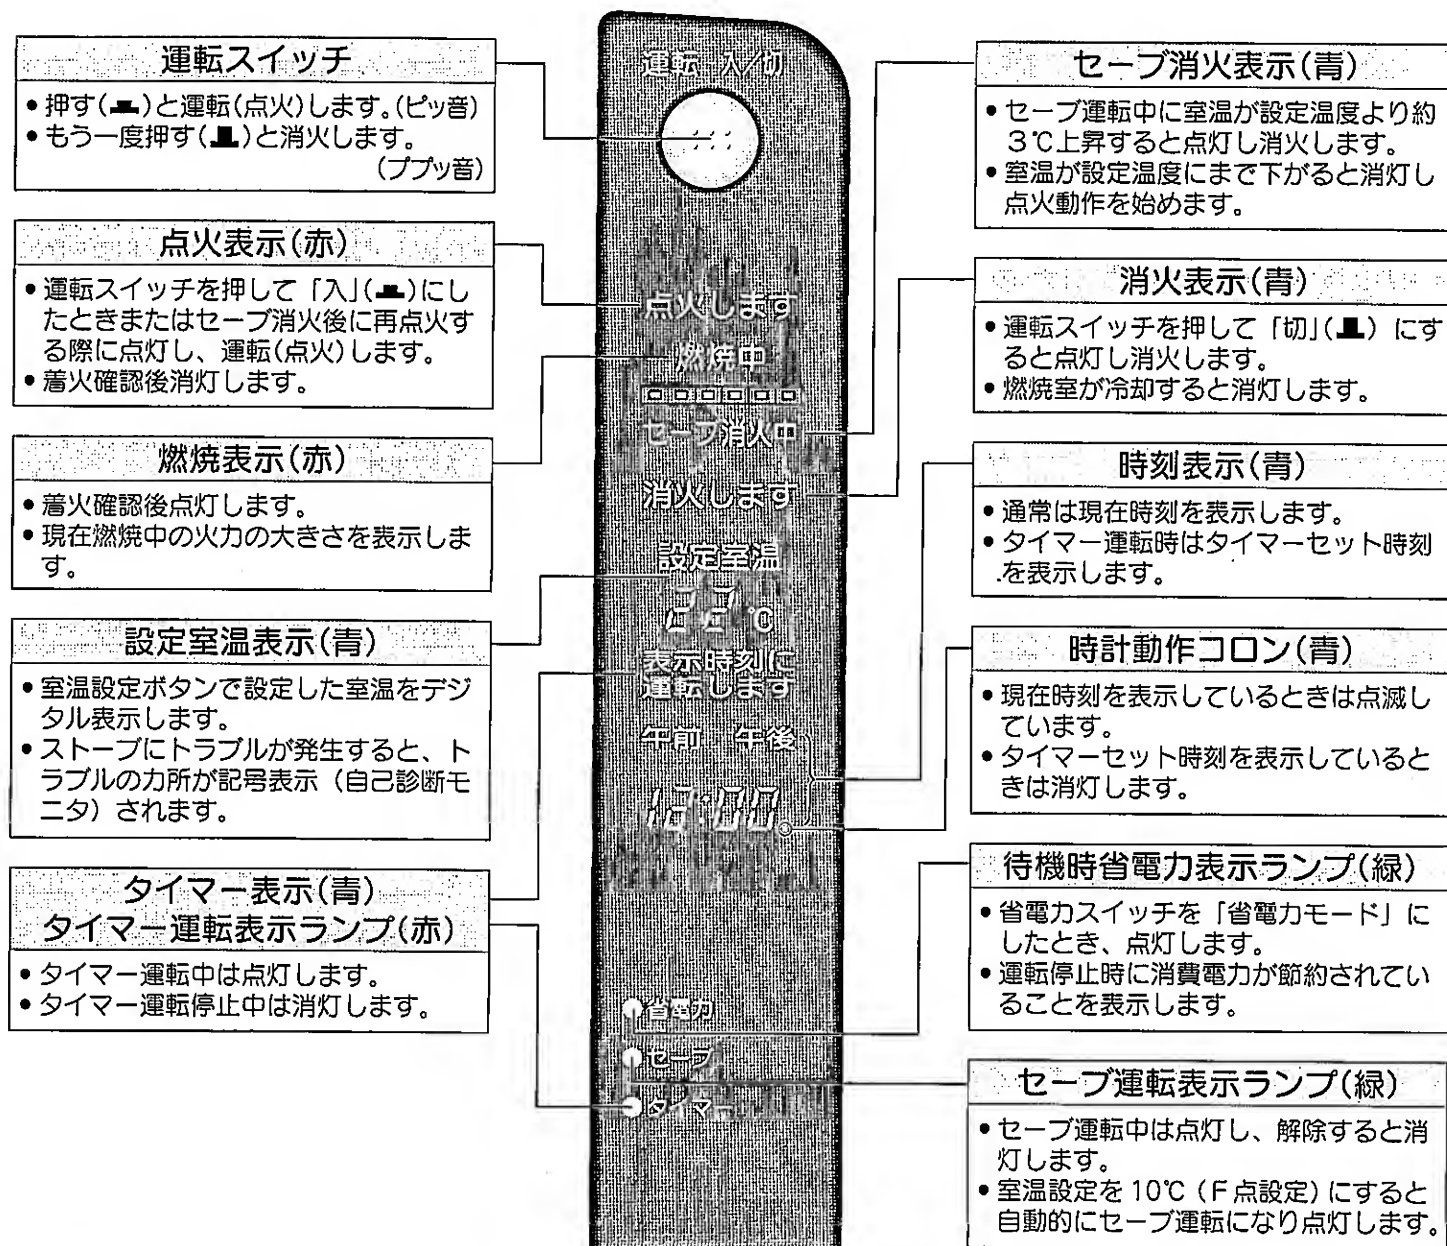 運転スイッチ
• 押す()と運転(点火)します。(ピッ音)
• もう一度押す()と消火します。
(ププッ音)
点火表示(赤)
• 運転スイッチを押して「入」()にし
たときまたはセーブ消火後に再点火す
る際に点灯し、運転(点火)します。
• 着火確認後消灯します。
燃焼表示(赤)
• 着火確認後点灯します。
• 現在燃焼中の火力の大きさを表示しま
す。
設定室温表示(青)
• 室温設定ボタンで設定した室温をデジ
タル表示します。
• ストーブにトラブルが発生すると、ト
ラブルの力所が記号表示(自己診断モ
ニタ)されます。
タイマー表示(青)
タイマー運転表示ランプ(赤)
• タイマー運転中は点灯します。
• タイマー運転停止中は消灯します。
運転 入/切
点火します
燃焼中
セーブ消火中
消火します
設定室温
22℃
表示時刻に
運転します
午前 午後
12:00
省電力
セーブ
タイマー
セーブ消火表示(青)
• セーブ運転中に室温が設定温度より約
3℃上昇すると点灯し消火します。
• 室温が設定温度にまで下がると消灯し
点火動作を始めます。
消火表示(青)
• 運転スイッチを押して「切」()にす
ると点灯し消火します。
• 燃焼室が冷却すると消灯します。
時刻表示(青)
• 通常は現在時刻を表示します。
• タイマー運転時はタイマーセット時刻
を表示します。
時計動作コロン(青)
• 現在時刻を表示しているときは点滅し
ています。
• タイマーセット時刻を表示していると
きは消灯します。
待機時省電力表示ランプ(緑)
• 省電力スイッチを「省電力モード」に
したとき、点灯します。
• 運転停止時に消費電力が節約されてい
ることを表示します。
セーブ運転表示ランプ(緑)
• セーブ運転中は点灯し、解除すると消
灯します。
• 室温設定を10℃(F点設定)にすると
自動的にセーブ運転になり点灯します。